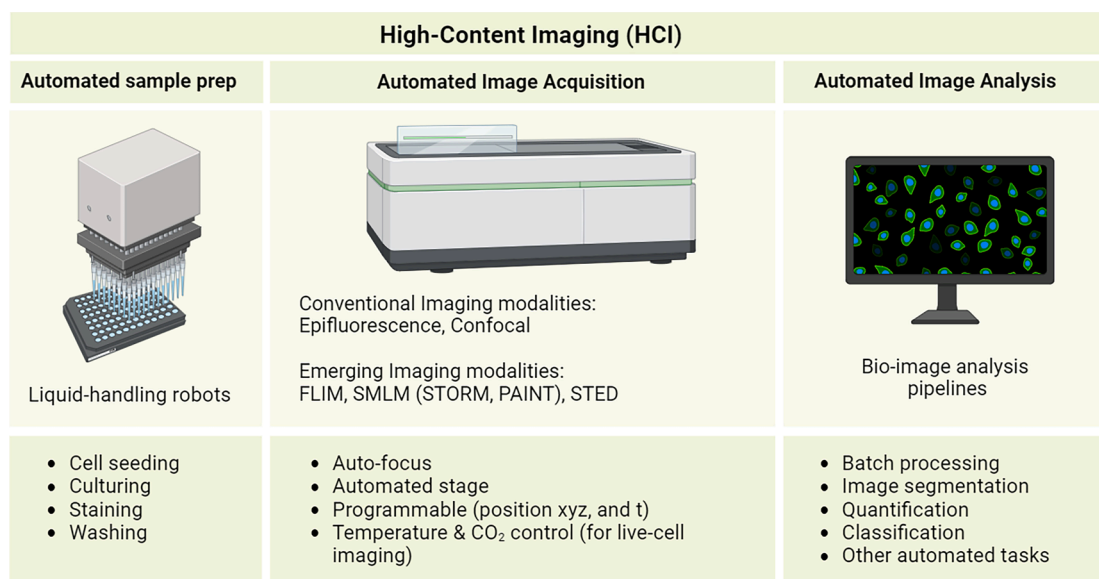 High-Content Imaging (HCI)
Automated sample prep
Automated Image Acquisition
Automated Image Analysis
Liquid-handling robots
Conventional Imaging modalities:
Epifluorescence, Confocal
Emerging Imaging modalities:
FLIM, SMLM (STORM, PAINT), STED
Bio-image analysis
pipelines
• Cell seeding
• Culturing
• Staining
• Washing
• Auto-focus
• Automated stage
• Programmable (position xyz, and t)
• Temperature & CO₂ control (for live-cell
imaging)
• Batch processing
• Image segmentation
• Quantification
• Classification
• Other automated tasks